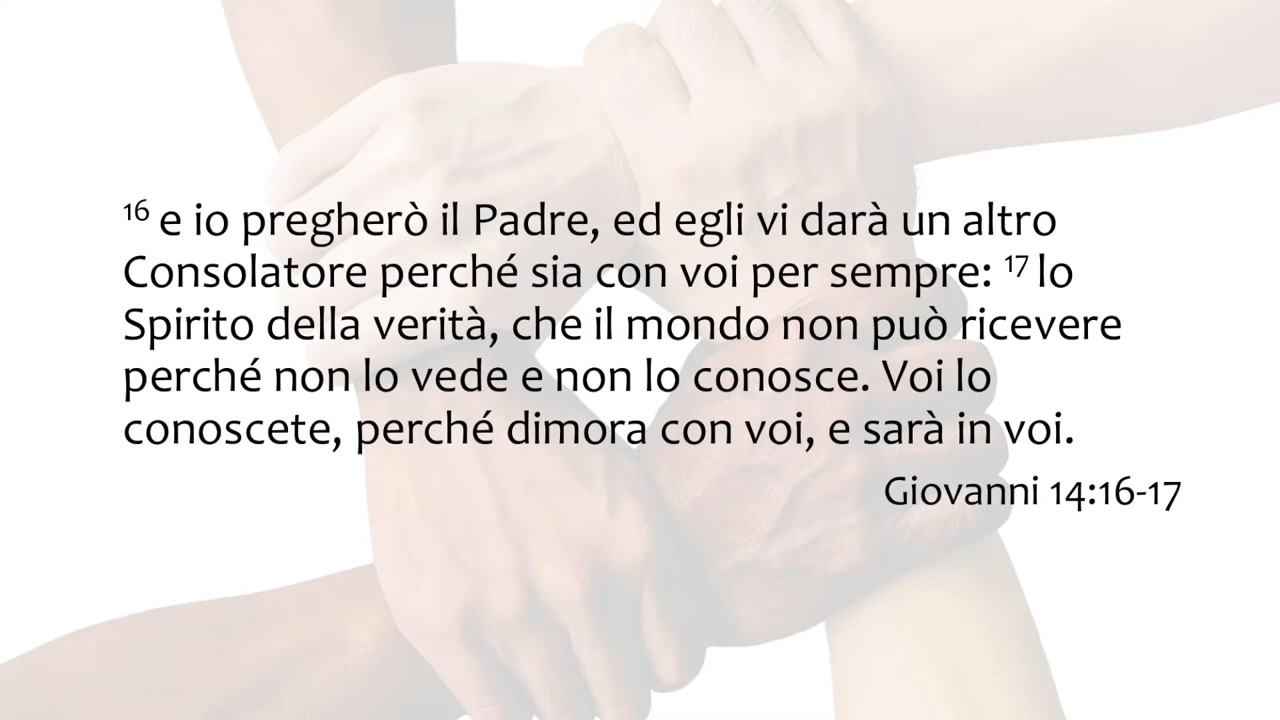 16 e io pregherò il Padre, ed egli vi darà un altro
Consolatore perché sia con voi per sempre: 17 lo
Spirito della verità, che il mondo non può ricevere
perché non lo vede e non lo conosce. Voi lo
conoscete, perché dimora con voi, e sarà in voi.
Giovanni 14:16-17